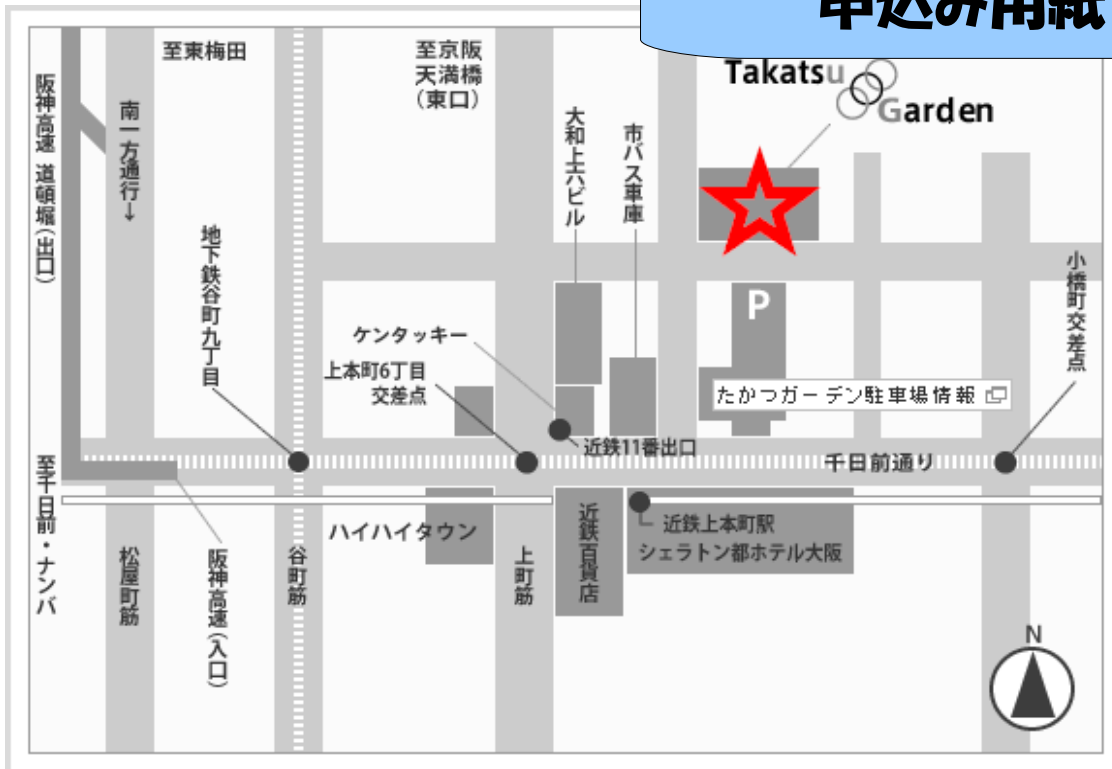 申込み用紙
至東梅田
至京阪
天満橋
（東口）
Takatsu
Garden
阪神高速 道頓堀（出口）
南一方通行↓
大和上六ビル
市バス車庫
地下鉄谷町九丁目
小橋町交差点
P
ケンタッキー
上本町6丁目
交差点
たかつガーデン駐車場情報
近鉄11番出口
千日前通り
至千日前・ナンバ
松屋町筋
阪神高速（入口）
谷町筋
ハイハイタウン
上町筋
近鉄百貨店
近鉄上本町駅
シェラトン都ホテル大阪
N